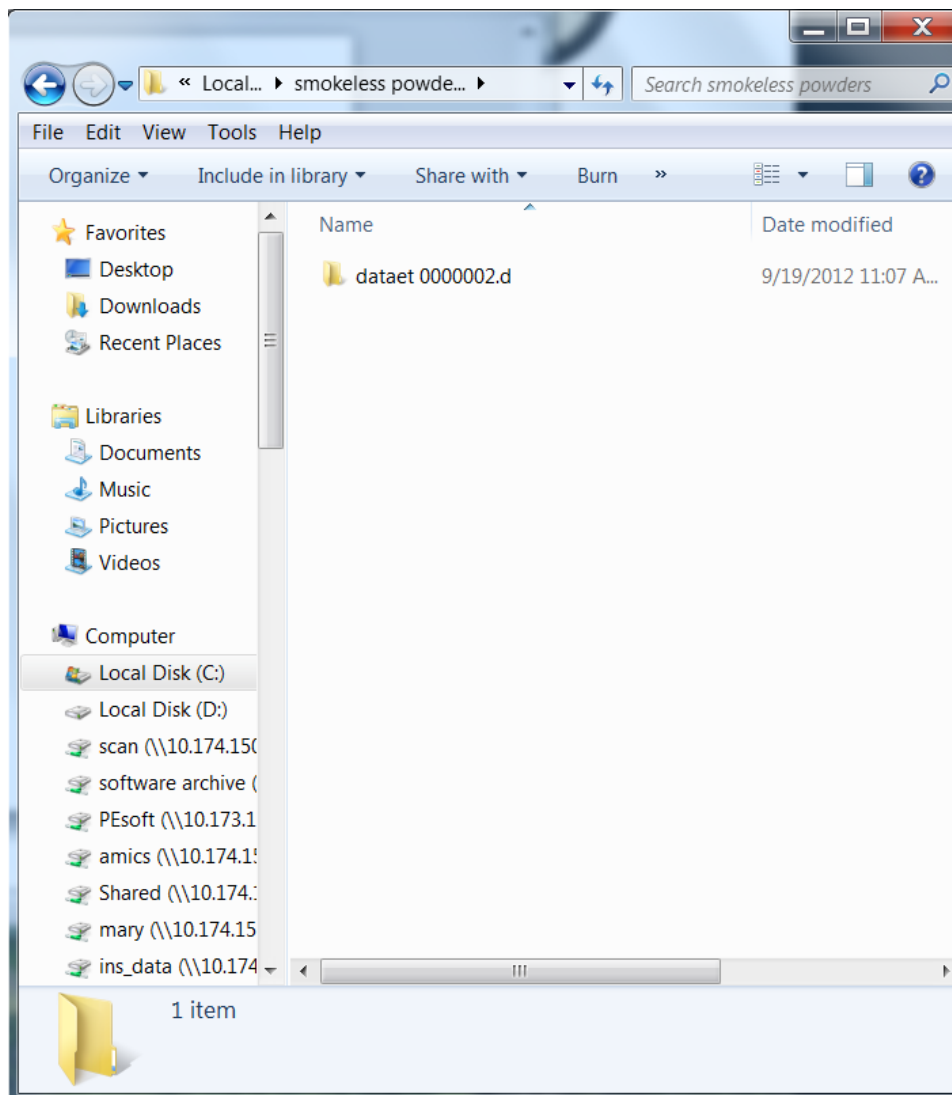 « Local... ▸ smokeless powde... ▸ Search smokeless powders
File Edit View Tools Help
Organize Include in library Share with Burn »
Name Date modified
dataet 0000002.d 9/19/2012 11:07 A...
Favorites
Desktop
Downloads
Recent Places
Libraries
Documents
Music
Pictures
Videos
Computer
Local Disk (C:)
Local Disk (D:)
scan (\\10.174.150
software archive (
PEsoft (\\10.173.1
amics (\\10.174.15
Shared (\\10.174.
mary (\\10.174.15
ins_data (\\10.174
1 item